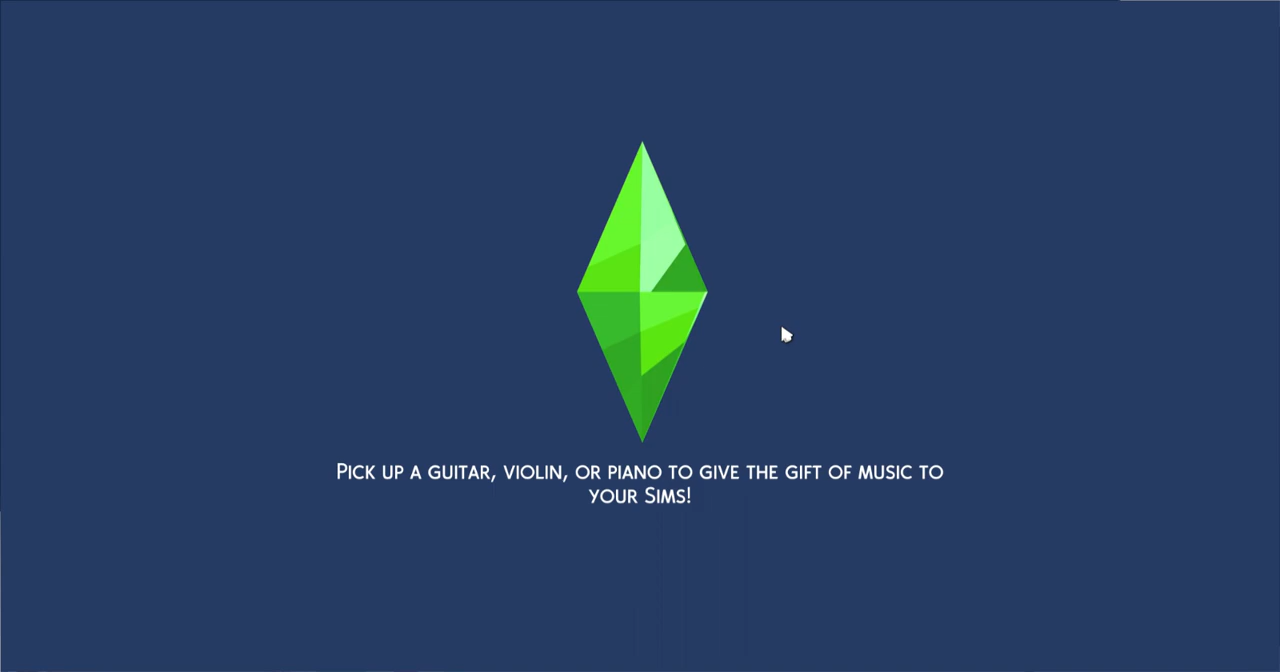 Pick up a guitar, violin, or piano to give the gift of music to
your Sims!